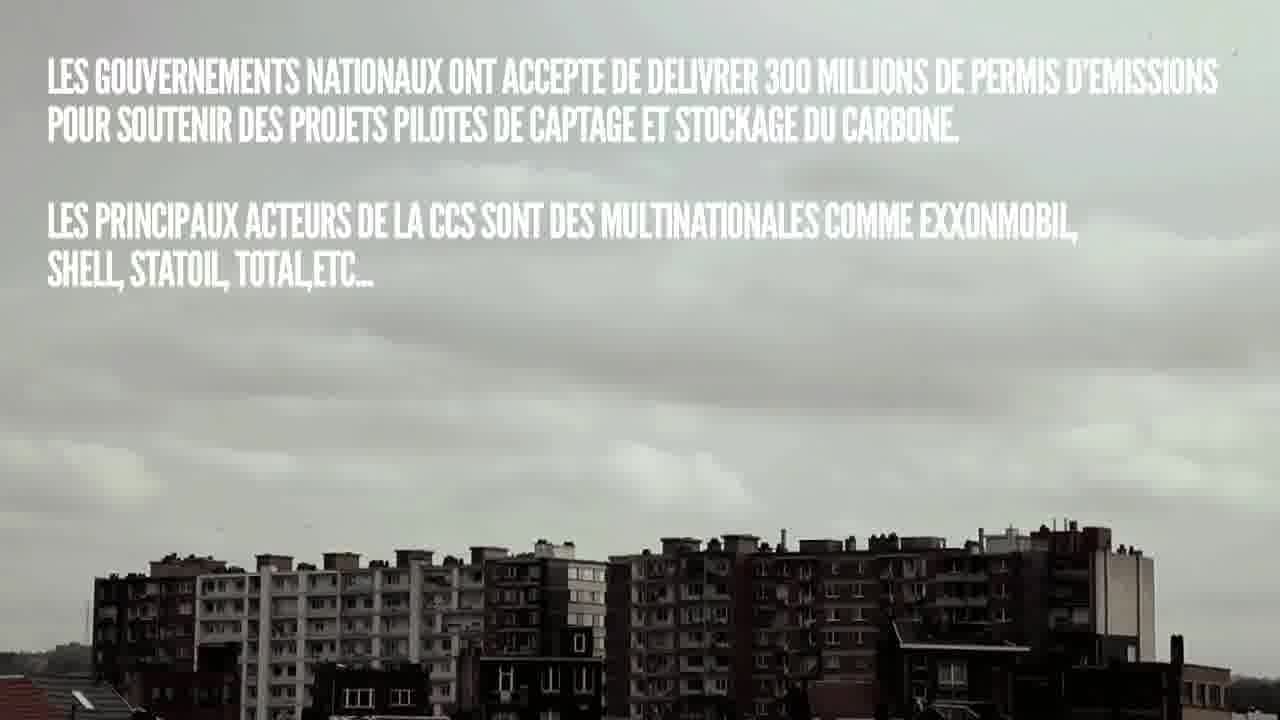 LES GOUVERNEMENTS NATIONAUX ONT ACCEPTE DE DELIVRER 300 MILLIONS DE PERMIS D'EMISSIONS
POUR SOUTENIR DES PROJETS PILOTES DE CAPTAGE ET STOCKAGE DU CARBONE.
LES PRINCIPAUX ACTEURS DE LA CCS SONT DES MULTINATIONALES COMME EXXONMOBIL,
SHELL, STATOIL, TOTAL,ETC...